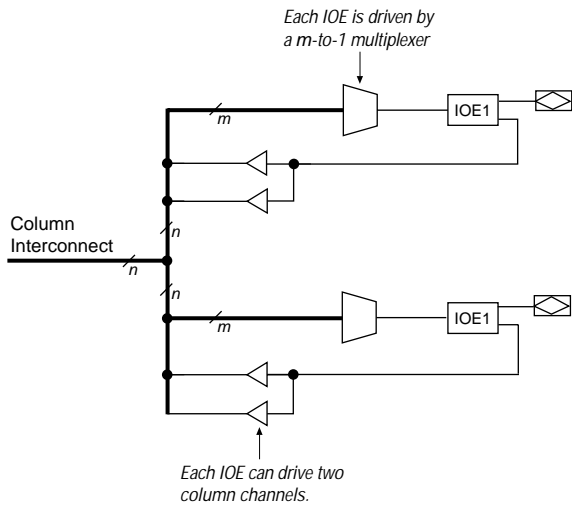 Each IOE is driven by
a m-to-1 multiplexer
m
IOE1
n
Column
Interconnect
n
n
m
IOE1
Each IOE can drive two
column channels.